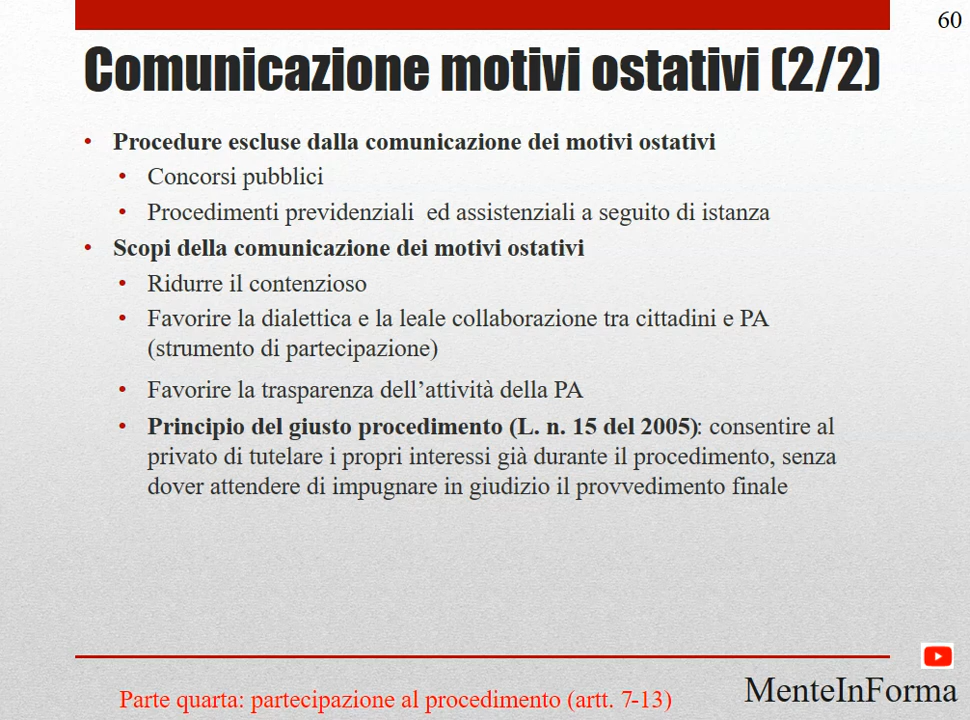 60
Comunicazione motivi ostativi (2/2)
• Procedure escluse dalla comunicazione dei motivi ostativi
• Concorsi pubblici
• Procedimenti previdenziali ed assistenziali a seguito di istanza
• Scopi della comunicazione dei motivi ostativi
• Ridurre il contenzioso
• Favorire la dialettica e la leale collaborazione tra cittadini e PA
(strumento di partecipazione)
• Favorire la trasparenza dell’attività della PA
• Principio del giusto procedimento (L. n. 15 del 2005): consentire al
privato di tutelare i propri interessi già durante il procedimento, senza
dover attendere di impugnare in giudizio il provvedimento finale
Parte quarta: partecipazione al procedimento (artt. 7-13)
MenteInForma